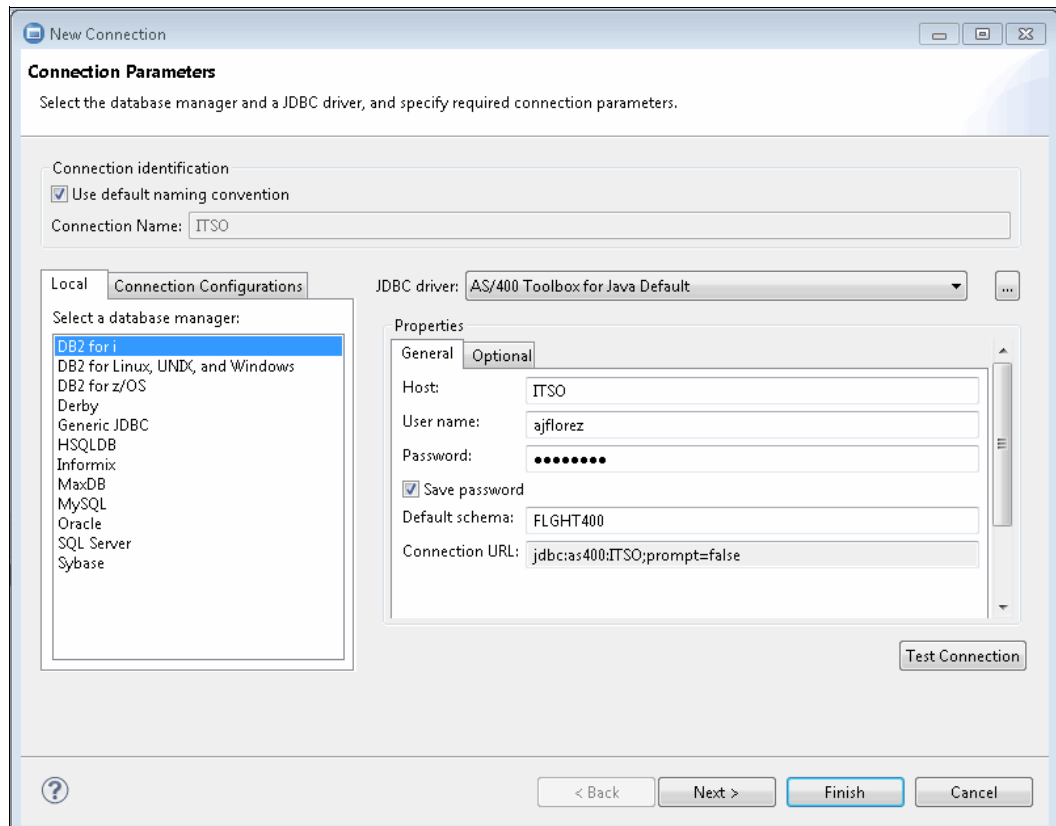 New Connection
Connection Parameters
Select the database manager and a JDBC driver, and specify required connection parameters.
Connection identification
Use default naming convention
Connection Name: ITSO
Local
Connection Configurations
Select a database manager:
DB2 for i
DB2 for Linux, UNIX, and Windows
DB2 for z/OS
Derby
Generic JDBC
HSQLDB
Informix
MaxDB
MySQL
Oracle
SQL Server
Sybase
JDBC driver: AS/400 Toolbox for Java Default
...
Properties
General
Optional
Host: ITSO
User name: ajflorez
Password: ●●●●●●●●
Save password
Default schema: FLGHT400
Connection URL: jdbc:as400:ITSO;prompt=false
Test Connection
?
< Back
Next >
Finish
Cancel